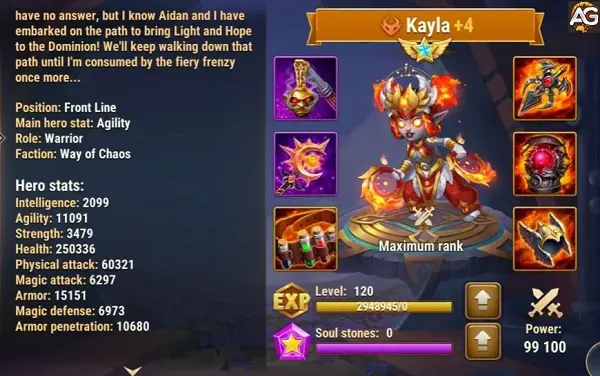 have no answer, but I know Aidan and I have
embarked on the path to bring Light and Hope
to the Dominion! We'll keep walking down that
path until I'm consumed by the fiery frenzy
once more...
Position: Front Line
Main hero stat: Agility
Role: Warrior
Faction: Way of Chaos
Hero stats:
Intelligence: 2099
Agility: 11091
Strength: 3479
Health: 250336
Physical attack: 60321
Magic attack: 6297
Armor: 15151
Magic defense: 6973
Armor penetration: 10680
Kayla +4
AG
Maximum rank
EXP
Level: 120
2948945/0
Soul stones: 0
Power:
99 100